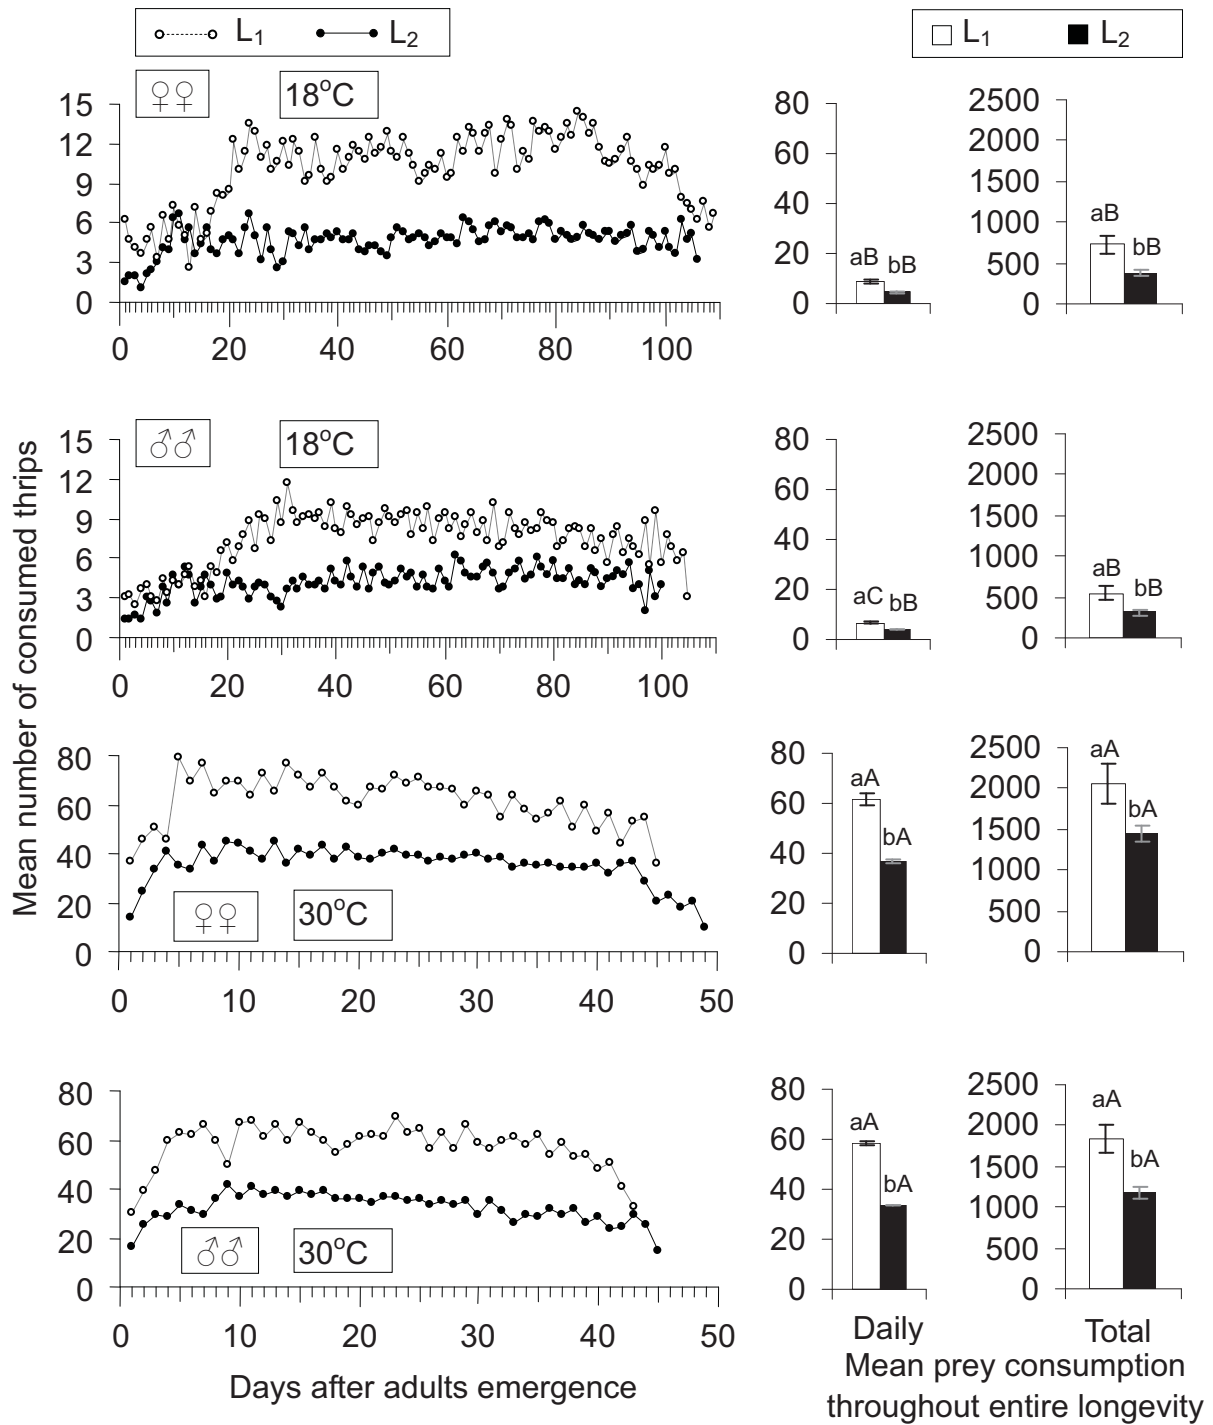 L1 L2
L1 L2
♀♀ 18°C
15
12
9
6
3
0
0 20 40 60 80 100
80
60
40
20
0
aB bB
2500
2000
1500
1000
500
0
aB bB
♂♂ 18°C
15
12
9
6
3
0
0 20 40 60 80 100
80
60
40
20
0
aC bB
2500
2000
1500
1000
500
0
aB bB
Mean number of consumed thrips
80
60
40
20
0
♀♀ 30°C
0 10 20 30 40 50
80
60
40
20
0
aA bA
2500
2000
1500
1000
500
0
aA bA
80
60
40
20
0
♂♂ 30°C
0 10 20 30 40 50
Days after adults emergence
80
60
40
20
0
aA bA
2500
2000
1500
1000
500
0
aA bA
Daily Total
Mean prey consumption
throughout entire longevity